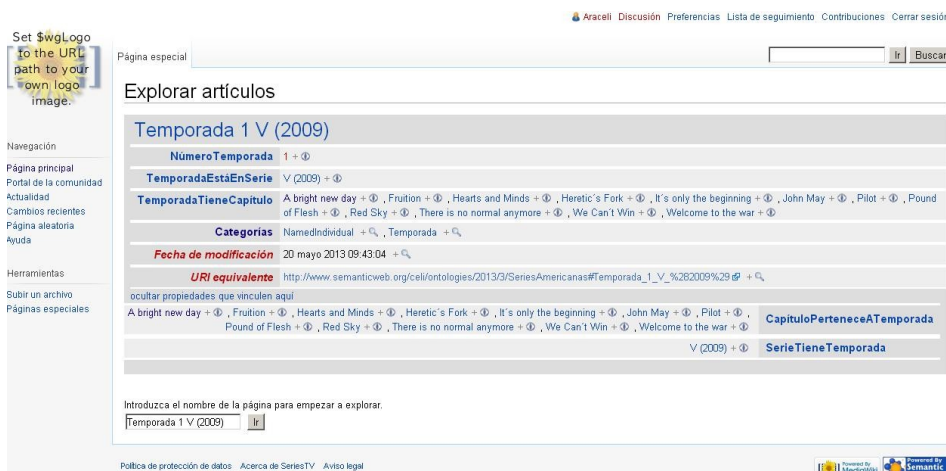 Araceli Discusión Preferencias Lista de seguimiento Contribuciones Cerrar sesión
Set $wgLogo
to the URL
path to your
own logo
image.
Página especial
Ir Buscar
Explorar artículos
Temporada 1 V (2009)
NúmeroTemporada 1 +
TemporadaEstáEnSerie V (2009) +
TemporadaTieneCapítulo A bright new day + , Fruition + , Hearts and Minds + , Heretic´s Fork + , It´s only the beginning + , John May + , Pilot + , Pound
of Flesh + , Red Sky + , There is no normal anymore + , We Can´t Win + , Welcome to the war +
Categorías NamedIndividual + , Temporada +
Fecha de modificación 20 mayo 2013 09:43:04 +
URI equivalente http://www.semanticweb.org/celi/ontologies/2013/3/SeriesAmericanas#Temporada_1_V_%282009%29 +
ocultar propiedades que vinculen aquí
A bright new day + , Fruition + , Hearts and Minds + , Heretic´s Fork + , It´s only the beginning + , John May + , Pilot + ,
Pound of Flesh + , Red Sky + , There is no normal anymore + , We Can´t Win + , Welcome to the war + CapítuloPerteneceATemporada
V (2009) + SerieTieneTemporada
Introduzca el nombre de la página para empezar a explorar.
Temporada 1 V (2009) Ir
Navegación
Página principal
Portal de la comunidad
Actualidad
Cambios recientes
Página aleatoria
Ayuda
Herramientas
Subir un archivo
Páginas especiales
Política de protección de datos Acerca de SeriesTV Aviso legal
Powered By
MediaWiki
Powered By
Semantic